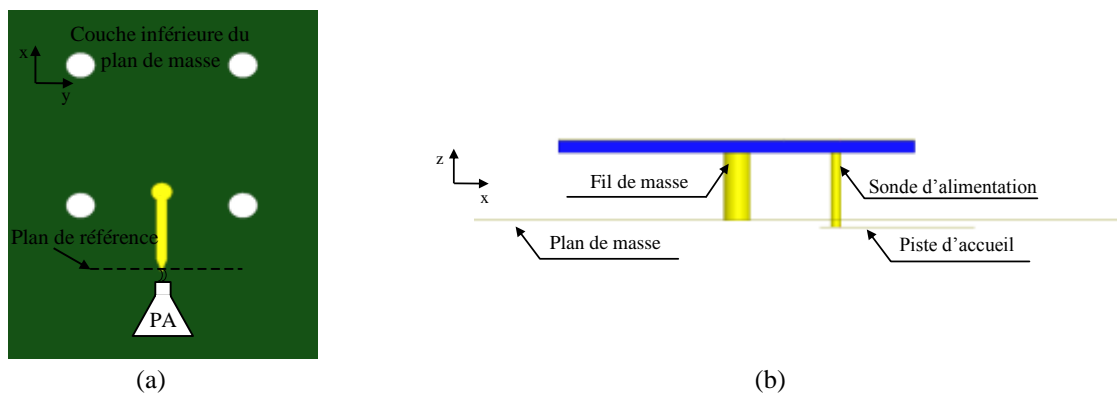 Couche inférieure du
plan de masse
x
y
Plan de référence
PA
(a)
z
x
Fil de masse
Sonde d'alimentation
Plan de masse
Piste d'accueil
(b)